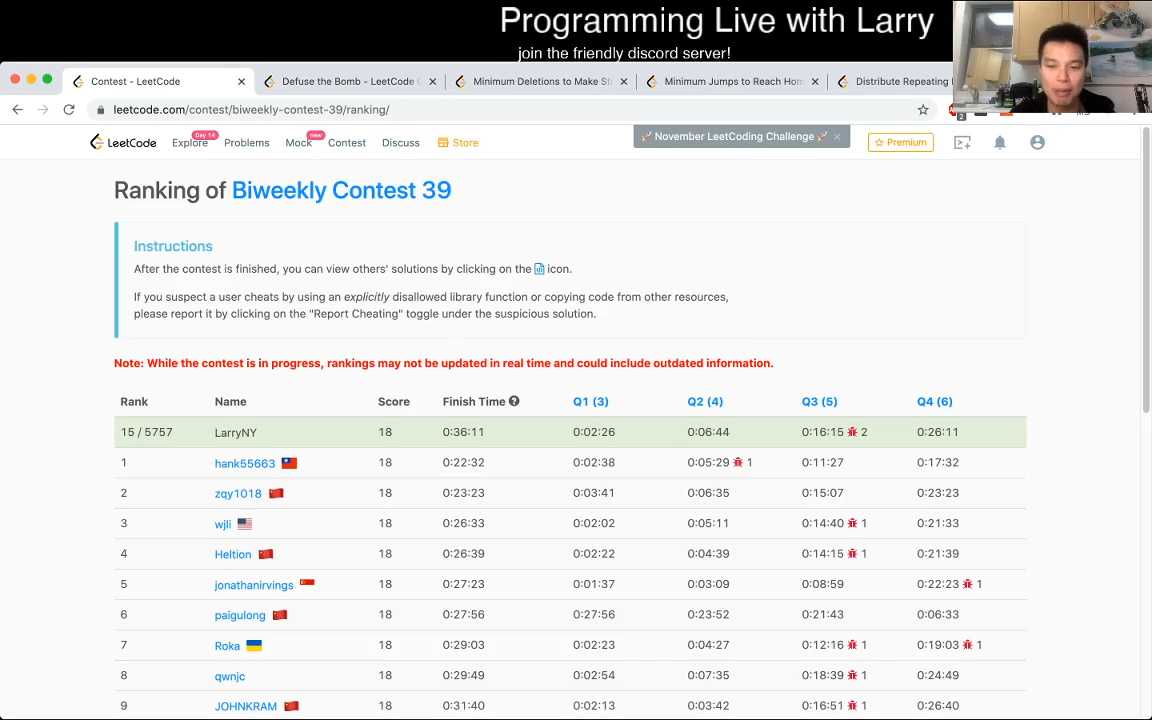 Programming Live with Larry
join the friendly discord server!
Contest - LeetCode
Defuse the Bomb - LeetCode
Minimum Deletions to Make St
Minimum Jumps to Reach Hom
Distribute Repeating
leetcode.com/contest/biweekly-contest-39/ranking/
2
LeetCode Explore Day 14 Problems Mock new Contest Discuss Store
November LeetCoding Challenge
Premium
Ranking of Biweekly Contest 39
Instructions
After the contest is finished, you can view others' solutions by clicking on the icon.
If you suspect a user cheats by using an explicitly disallowed library function or copying code from other resources,
please report it by clicking on the "Report Cheating" toggle under the suspicious solution.
Note: While the contest is in progress, rankings may not be updated in real time and could include outdated information.
Rank Name Score Finish Time Q1 (3) Q2 (4) Q3 (5) Q4 (6)
15 / 5757 LarryNY 18 0:36:11 0:02:26 0:06:44 0:16:15 2 0:26:11
1 hank55663 18 0:22:32 0:02:38 0:05:29 1 0:11:27 0:17:32
2 zqy1018 18 0:23:23 0:03:41 0:06:35 0:15:07 0:23:23
3 wjli 18 0:26:33 0:02:02 0:05:11 0:14:40 1 0:21:33
4 Heltion 18 0:26:39 0:02:22 0:04:39 0:14:15 1 0:21:39
5 jonathanirvings 18 0:27:23 0:01:37 0:03:09 0:08:59 0:22:23 1
6 paigulong 18 0:27:56 0:27:56 0:23:52 0:21:43 0:06:33
7 Roka 18 0:29:03 0:02:23 0:04:27 0:12:16 1 0:19:03 1
8 qwnjc 18 0:29:49 0:02:54 0:07:35 0:18:39 1 0:24:49
9 JOHNKRAM 18 0:31:40 0:02:13 0:03:42 0:16:51 1 0:26:40